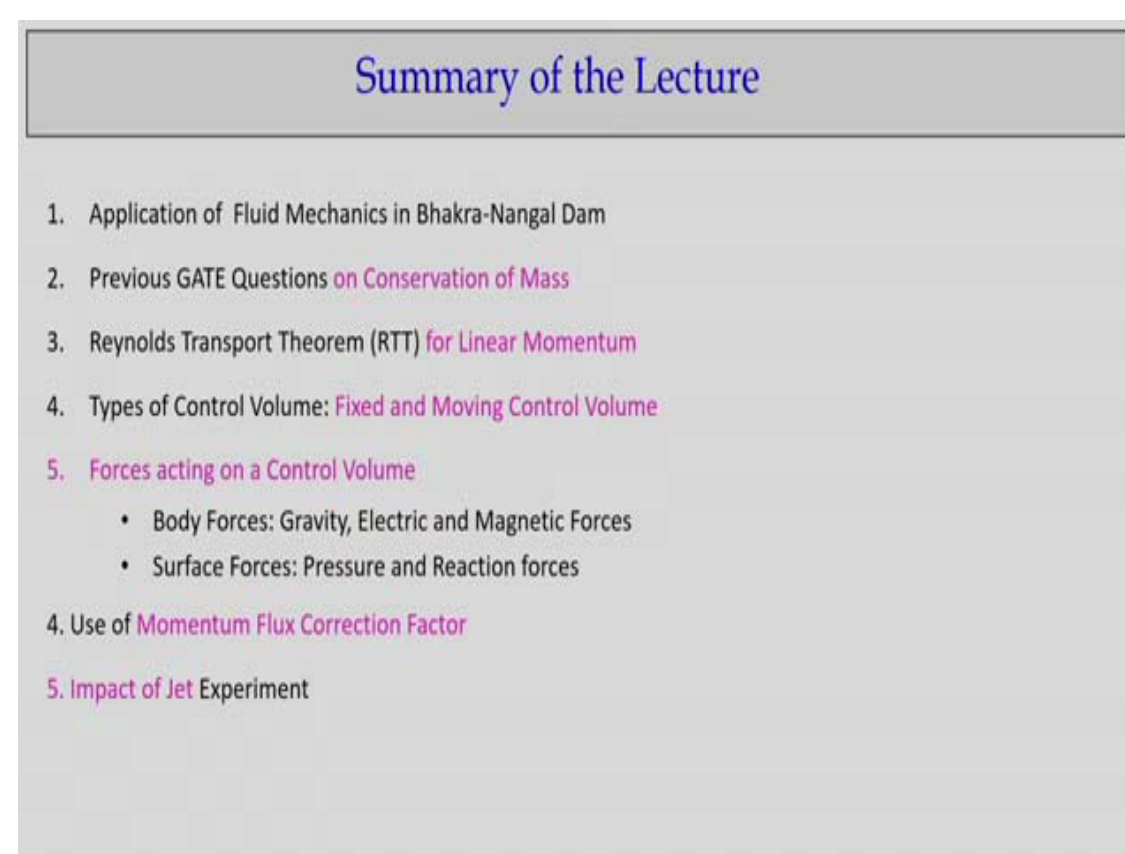 Summary of the Lecture
1. Application of Fluid Mechanics in Bhakra-Nangal Dam
2. Previous GATE Questions on Conservation of Mass
3. Reynolds Transport Theorem (RTT) for Linear Momentum
4. Types of Control Volume: Fixed and Moving Control Volume
5. Forces acting on a Control Volume
• Body Forces: Gravity, Electric and Magnetic Forces
• Surface Forces: Pressure and Reaction forces
4. Use of Momentum Flux Correction Factor
5. Impact of Jet Experiment